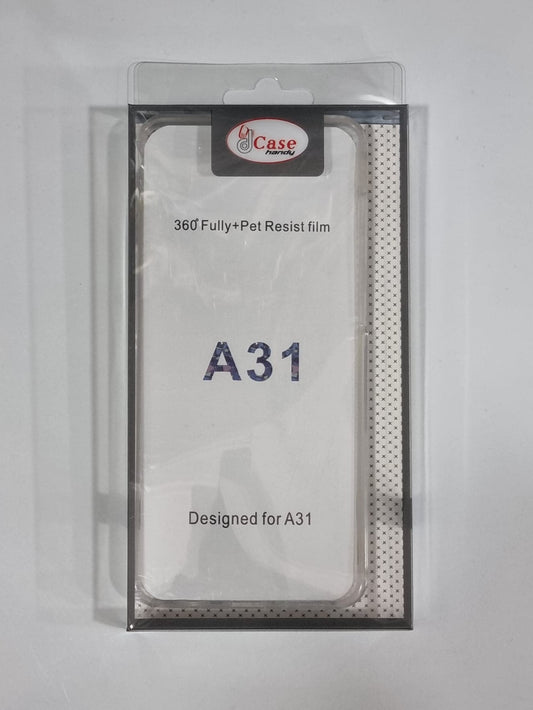 d Case
handy
360° Fully+Pet Resist film
A31
Designed for A31